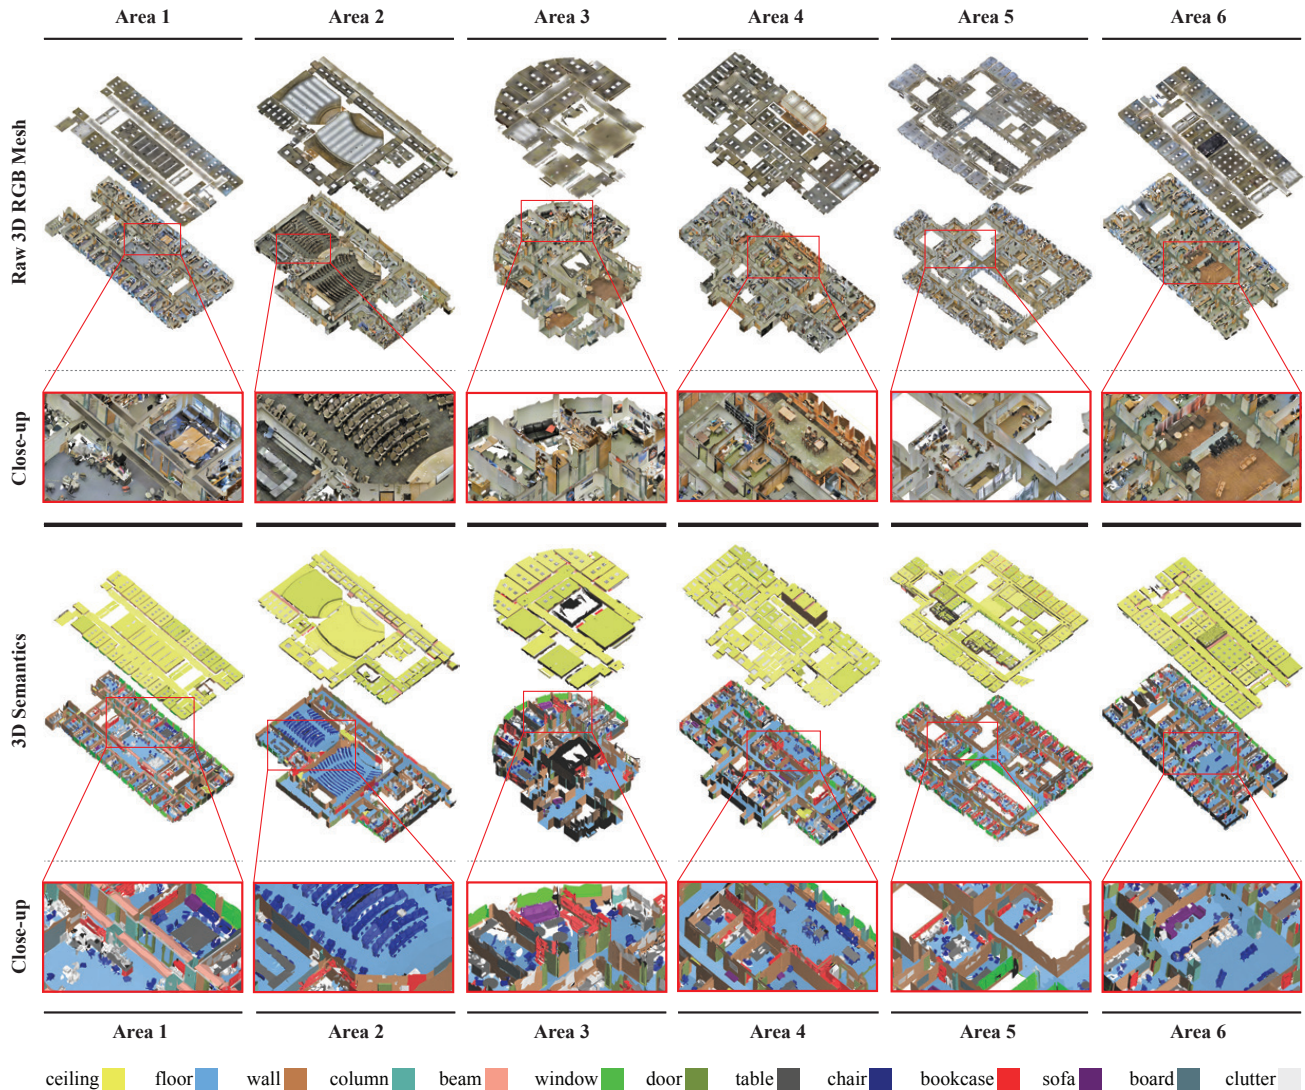 Area 1 Area 2 Area 3 Area 4 Area 5 Area 6
Raw 3D RGB Mesh
Close-up
3D Semantics
Close-up
Area 1 Area 2 Area 3 Area 4 Area 5 Area 6
ceiling floor wall column beam window door table chair bookcase sofa board clutter